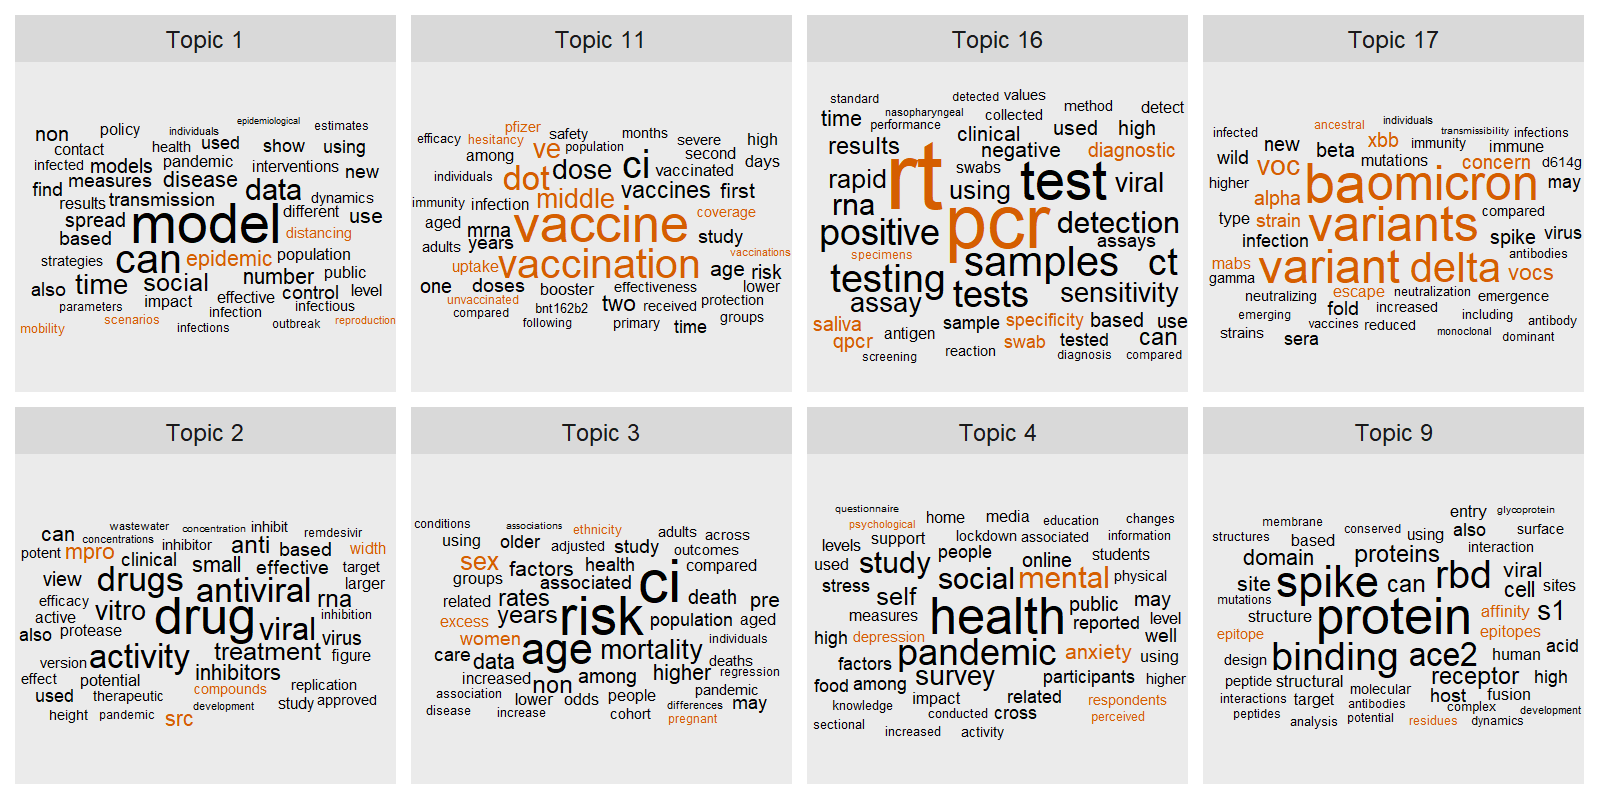 Topic 1
epidemiological
non policy individuals estimates
contact health used show using
infected models pandemic interventions new
find measures disease data
results transmission different dynamics
spread model use
based distancing
strategies can epidemic population
also time social number public
parameters impact effective control level
scenarios infection infectious
mobility infections outbreak reproduction
Topic 11
pfizer safety months severe high
efficacy hesitancy ve population
among dose ci second days
individuals dot vaccinated
immunity infection middle vaccines first
aged mrna vaccine coverage
adults years study
uptake vaccination vaccinations
age risk
one doses booster effectiveness lower
unvaccinated bnt162b2 two received protection
compared following primary time groups
Topic 16
standard detected values
time nasopharyngeal collected method detect
performance clinical used high
results rt negative diagnostic
rapid swabs test viral
rna using
positive pcr detection
specimens assays
testing samples ct
assay tests sensitivity
saliva sample specificity based use
qpcr antigen swab tested can
screening reaction diagnosis compared
Topic 17
ancestral individuals
infected new xbb transmissibility infections
wild beta immunity immune
voc mutations concern d614g
higher alpha ba omicron may
type strain variants compared
infection spike virus
mabs variant delta antibodies
gamma vocs
neutralizing escape neutralization emergence
emerging fold increased including
strains vaccines reduced monoclonal antibody
sera dominant
Topic 2
wastewater concentration inhibit remdesivir
can concentrations inhibitor anti based width
potent mpro clinical small effective target
view drugs antiviral larger
efficacy vitro drug rna
active viral inhibition
also protease virus
version activity treatment figure
effect potential inhibitors
used therapeutic compounds replication
height pandemic development study approved
src
Topic 3
conditions associations ethnicity adults across
using older adjusted study outcomes
sex factors health compared
groups associated ci
related rates death pre
excess years risk population aged
women age mortality individuals
care data deaths
increased non among higher regression
association lower odds people pandemic
disease increase cohort differences may
pregnant
Topic 4
questionnaire
psychological home media education changes
levels support lockdown associated information
used study people online students
stress social mental physical
self health public may
measures reported level
high depression pandemic well
factors survey anxiety using
food among participants higher
knowledge impact related respondents
sectional conducted cross perceived
increased activity
Topic 9
entry glycoprotein
membrane conserved using also surface
structures based interaction
domain proteins viral
site spike can rbd cell sites
mutations structure protein affinity s1
epitope epitopes
design binding ace2 human acid
peptide structural receptor high
interactions target molecular host fusion
peptides antibodies complex development
analysis potential residues dynamics